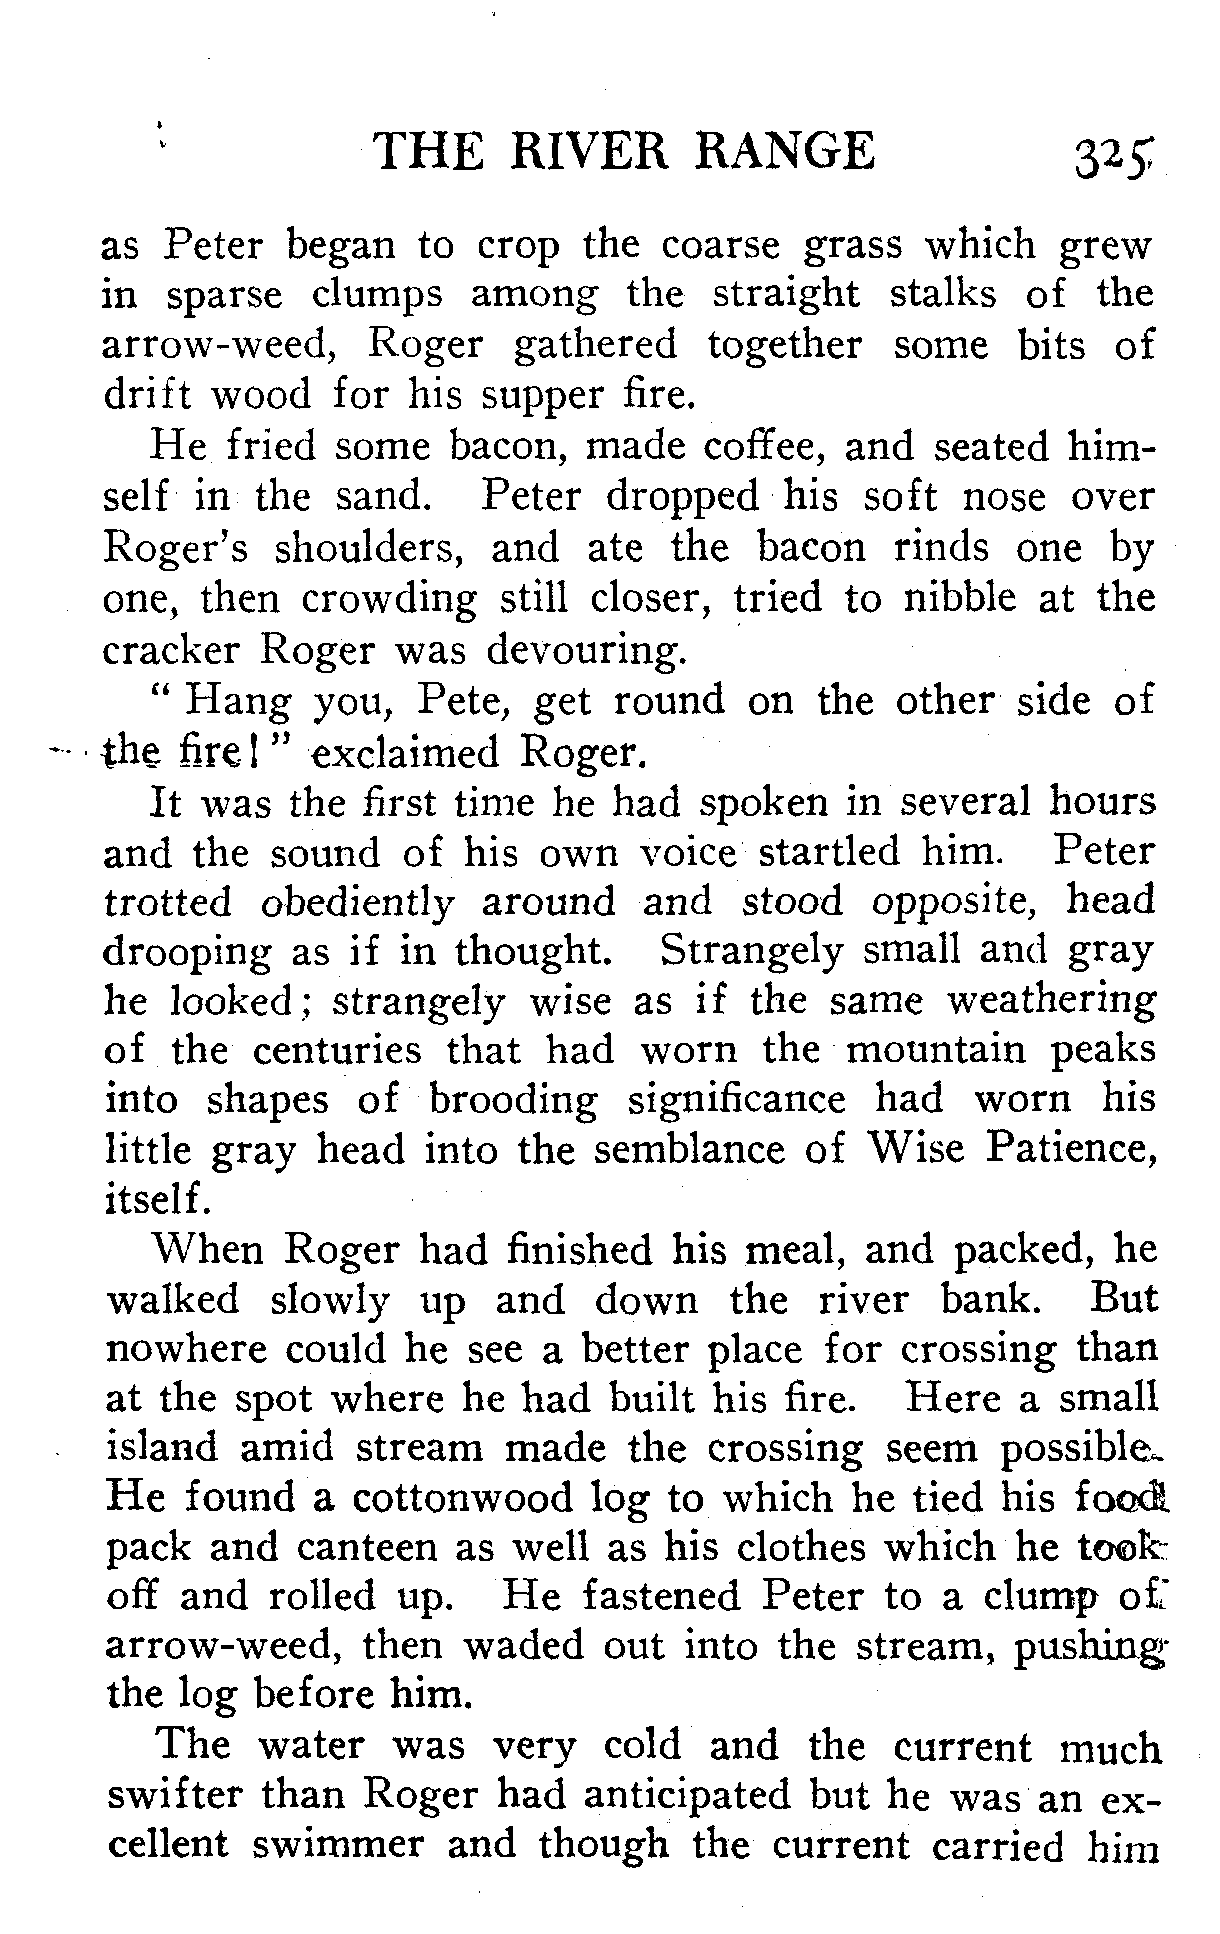 THE RIVER RANGE 325
as Peter began to crop the coarse grass which grew
in sparse clumps among the straight stalks of the
arrow-weed, Roger gathered together some bits of
drift wood for his supper fire.
He fried some bacon, made coffee, and seated him-
self in the sand. Peter dropped his soft nose over
Roger's shoulders, and ate the bacon rinds one by
one, then crowding still closer, tried to nibble at the
cracker Roger was devouring.
" Hang you, Pete, get round on the other side of
the fire! " exclaimed Roger.
It was the first time he had spoken in several hours
and the sound of his own voice startled him. Peter
trotted obediently around and stood opposite, head
drooping as if in thought. Strangely small and gray
he looked; strangely wise as if the same weathering
of the centuries that had worn the mountain peaks
into shapes of brooding significance had worn his
little gray head into the semblance of Wise Patience,
itself.
When Roger had finished his meal, and packed, he
walked slowly up and down the river bank. But
nowhere could he see a better place for crossing than
at the spot where he had built his fire. Here a small
island amid stream made the crossing seem possible.
He found a cottonwood log to which he tied his food
pack and canteen as well as his clothes which he took
off and rolled up. He fastened Peter to a clump of
arrow-weed, then waded out into the stream, pushing
the log before him.
The water was very cold and the current much
swifter than Roger had anticipated but he was an ex-
cellent swimmer and though the current carried him